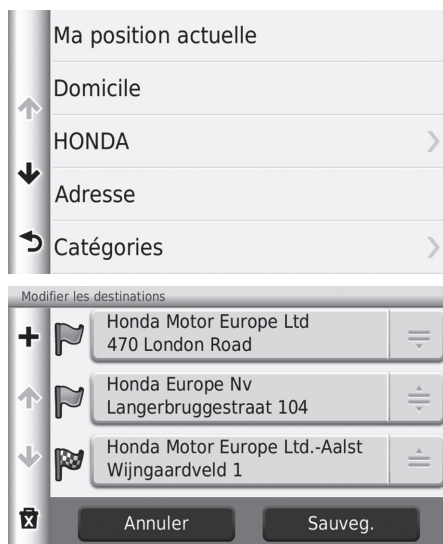 Ma position actuelle
Domicile
HONDA
Adresse
Catégories
Modifier les destinations
Honda Motor Europe Ltd
470 London Road
Honda Europe Nv
Langerbruggestraat 104
Honda Motor Europe Ltd.-Aalst
Wijngaardveld 1
Annuler
Sauveg.